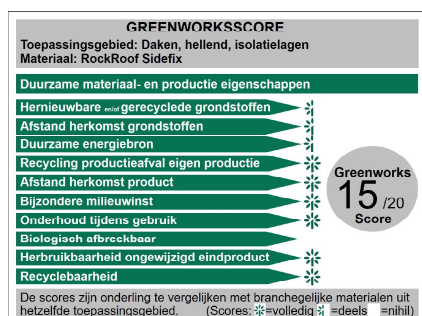 GREENWORKSSCORE
Toepassingsgebied: Daken, hellend, isolatielagen
Materiaal: RockRoof Sidefix
Duurzame materiaal- en productie eigenschappen
Hernieuwbare en/of gerecyclede grondstoffen
Afstand herkomst grondstoffen
Duurzame energiebron
Recycling productieafval eigen productie
Afstand herkomst product
Bijzondere milieuwinst
Onderhoud tijdens gebruik
Biologisch afbreekbaar
Herbruikbaarheid ongewijzigd eindproduct
Recyclebaarheid
Greenworks
15 /20
Score
De scores zijn onderling te vergelijken met branchegelijke materialen uit
hetzelfde toepassingsgebied. (Scores: =volledig =deels =nihil)